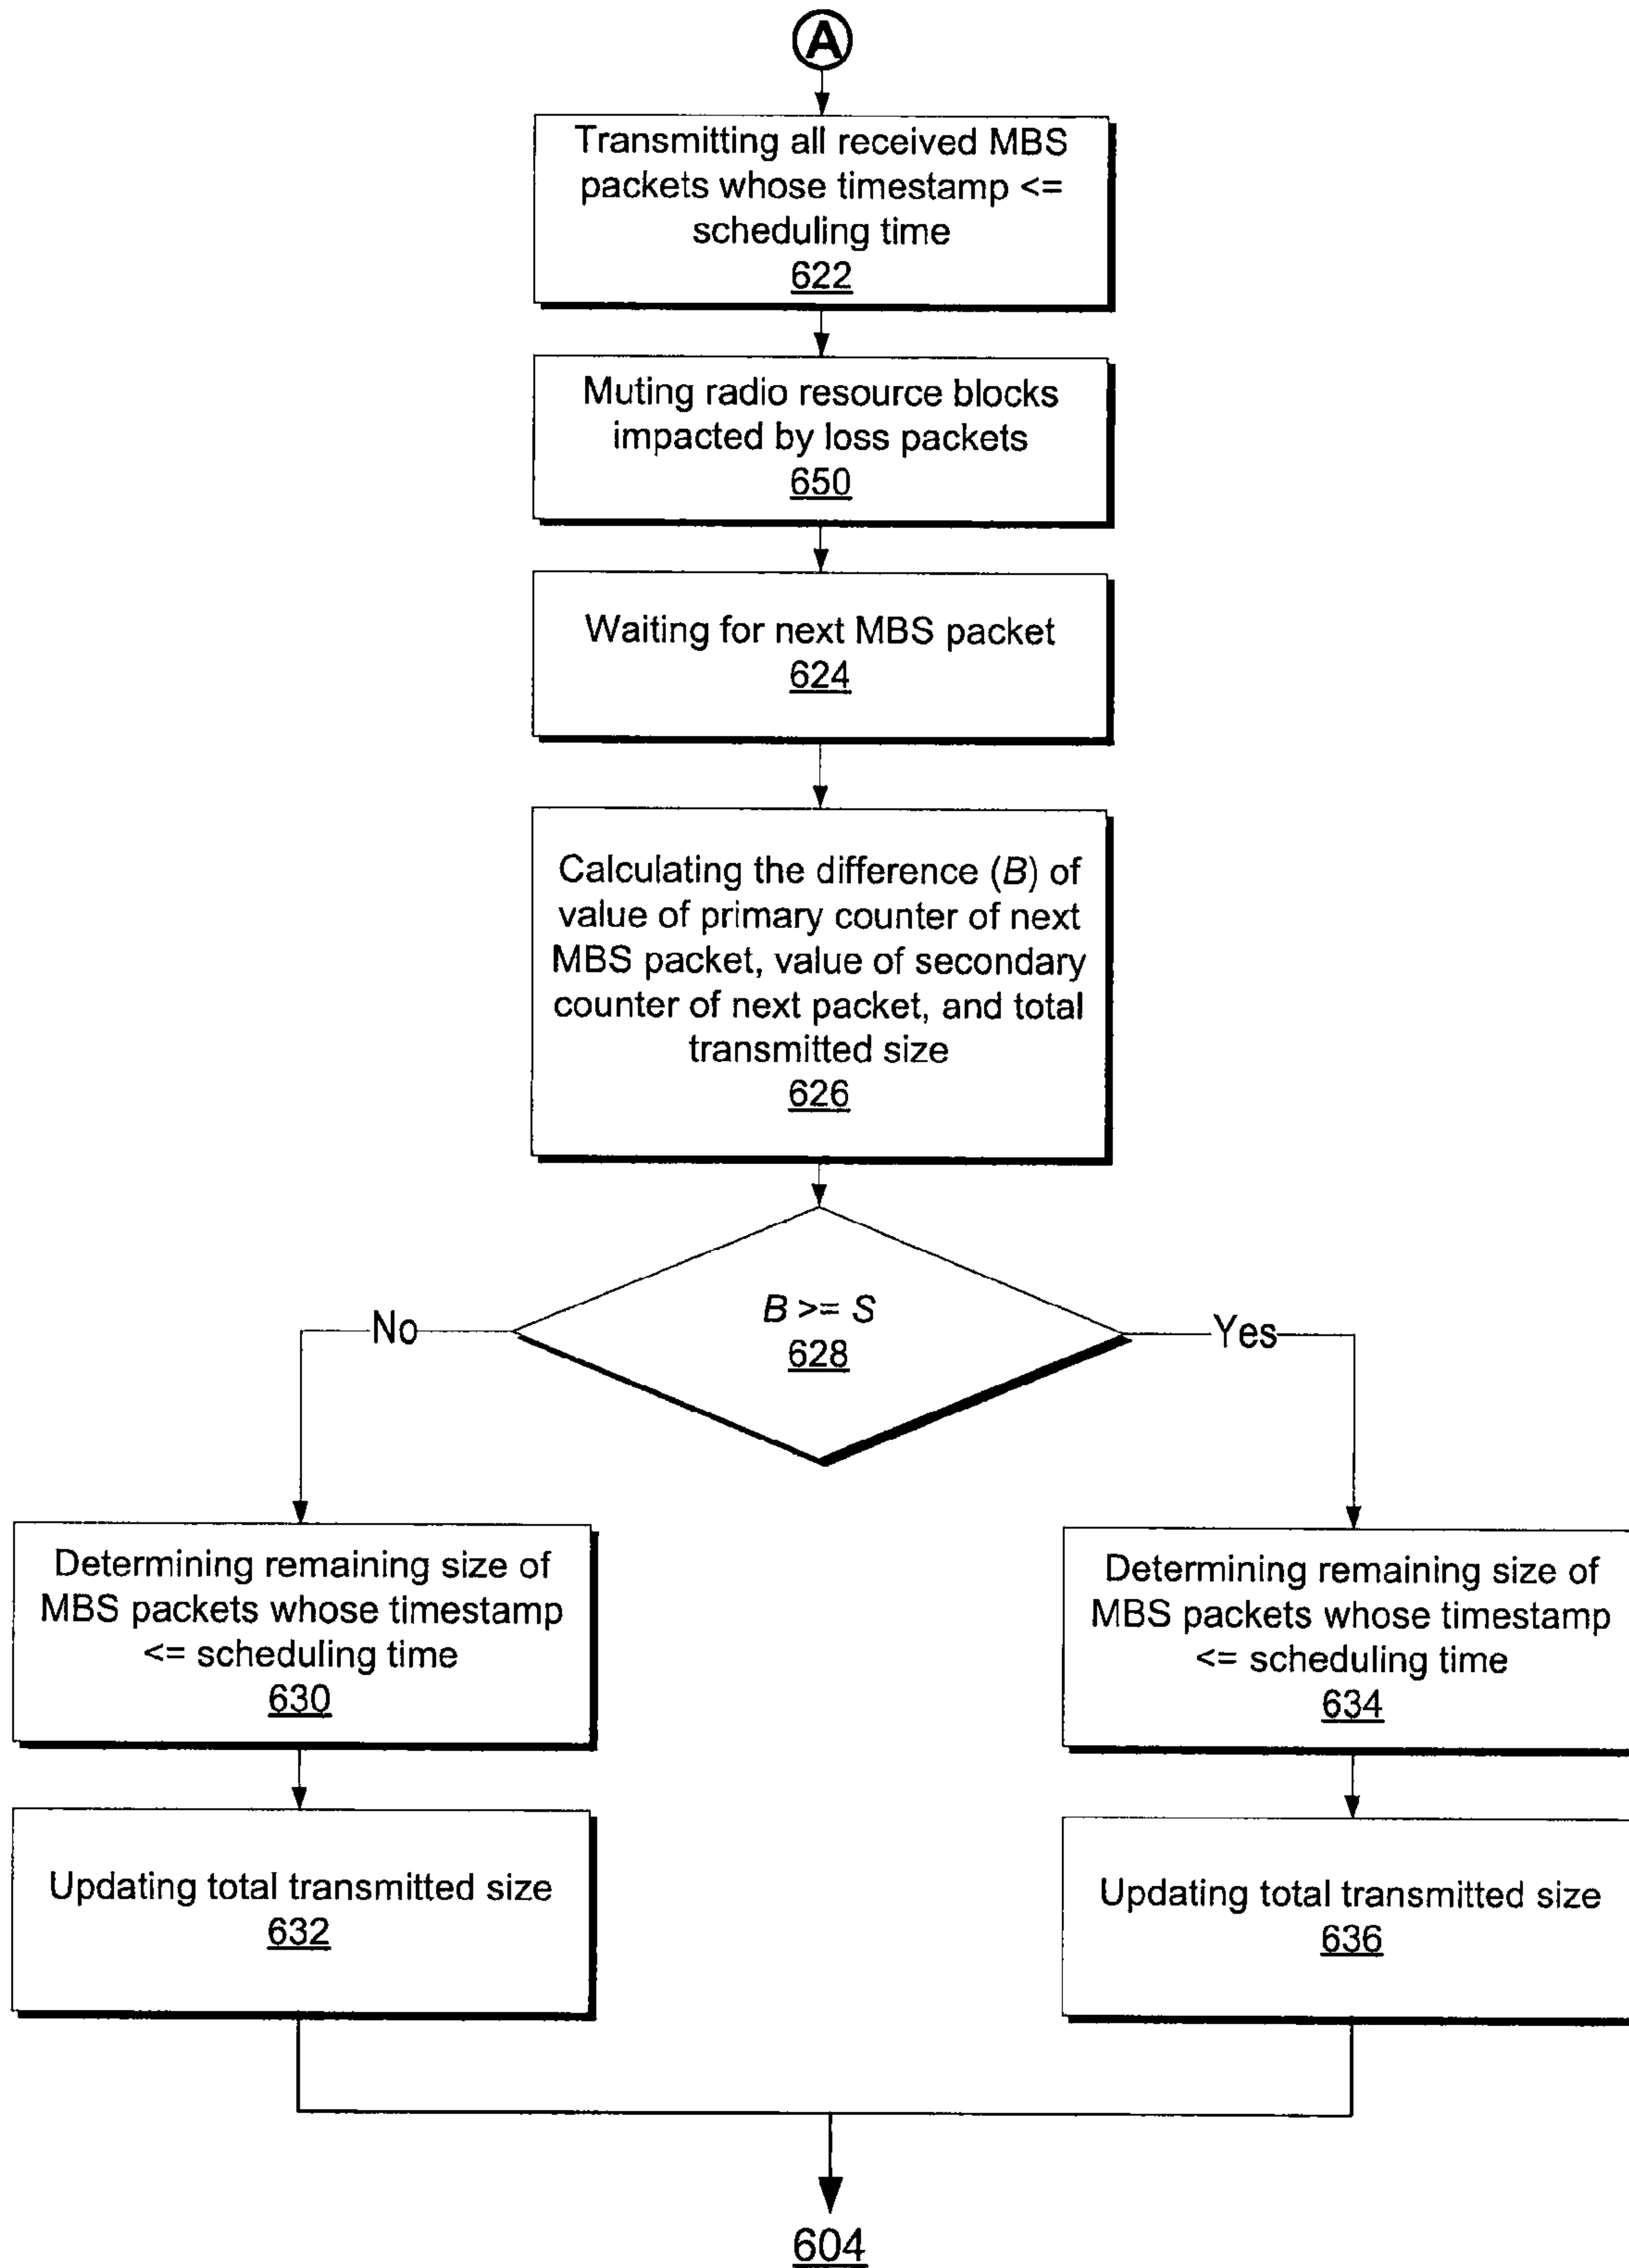 A
Transmitting all received MBS
packets whose timestamp <=
scheduling time
622
Muting radio resource blocks
impacted by loss packets
650
Waiting for next MBS packet
624
Calculating the difference (B) of
value of primary counter of next
MBS packet, value of secondary
counter of next packet, and total
transmitted size
626
B >= S
628
No
Yes
Determining remaining size of
MBS packets whose timestamp
<= scheduling time
630
Determining remaining size of
MBS packets whose timestamp
<= scheduling time
634
Updating total transmitted size
632
Updating total transmitted size
636
604